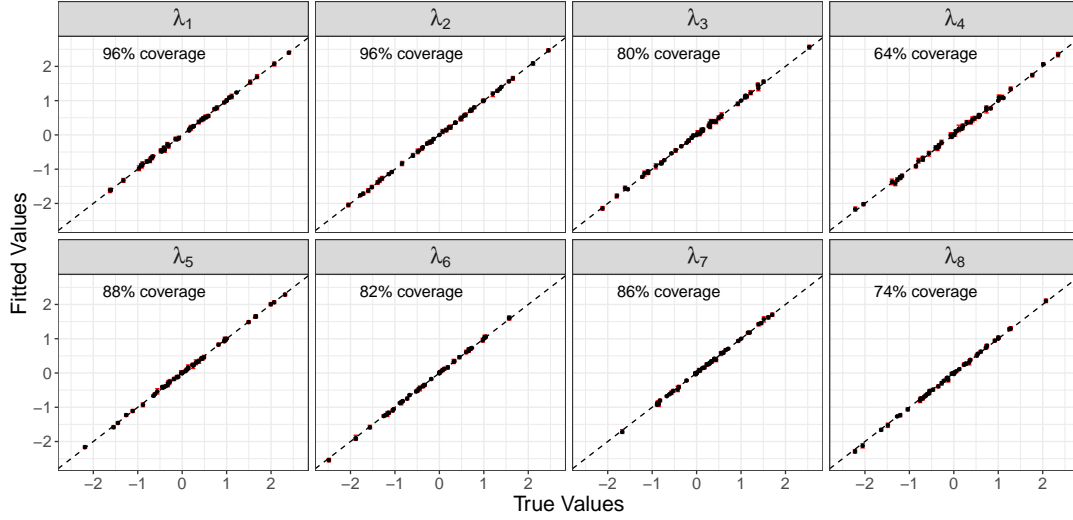 λ1 λ2 λ3 λ4
96% coverage 96% coverage 80% coverage 64% coverage
2
1
0
−1
−2
λ5 λ6 λ7 λ8
88% coverage 82% coverage 86% coverage 74% coverage
2
1
0
−1
−2
−2 −1 0 1 2 −2 −1 0 1 2 −2 −1 0 1 2 −2 −1 0 1 2
True Values
Fitted Values